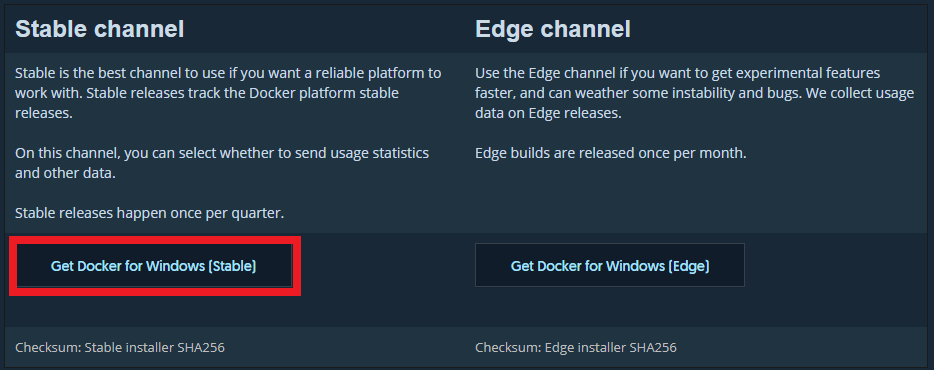 Stable channel
Stable is the best channel to use if you want a reliable platform to
work with. Stable releases track the Docker platform stable
releases.
On this channel, you can select whether to send usage statistics
and other data.
Stable releases happen once per quarter.
Get Docker for Windows (Stable)
Checksum: Stable installer SHA256
Edge channel
Use the Edge channel if you want to get experimental features
faster, and can weather some instability and bugs. We collect usage
data on Edge releases.
Edge builds are released once per month.
Get Docker for Windows (Edge)
Checksum: Edge installer SHA256